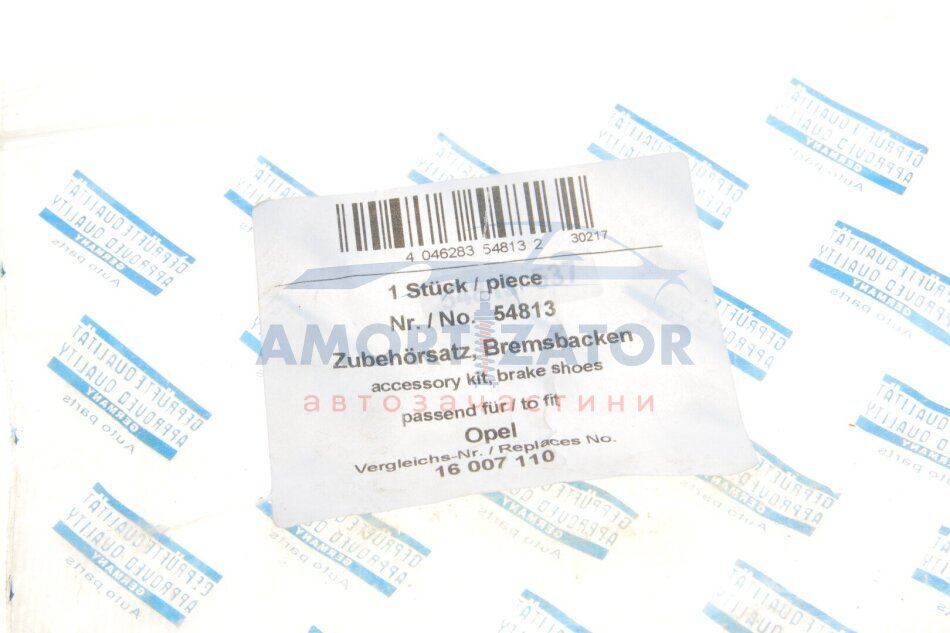 4 046283 54813 2 30217
1 Stück / piece
Nr. / No. 54813
Zubehörsatz, Bremsbacken
accessory kit, brake shoes
passend für / to fit
Opel
Vergleichs-Nr. / Replaces No.
16 007 110
AMORTIZATOR
автозапчастини
GEPRÜFTE QUALITÄT
APPROVED QUALITY
GERMANY
Auto parts